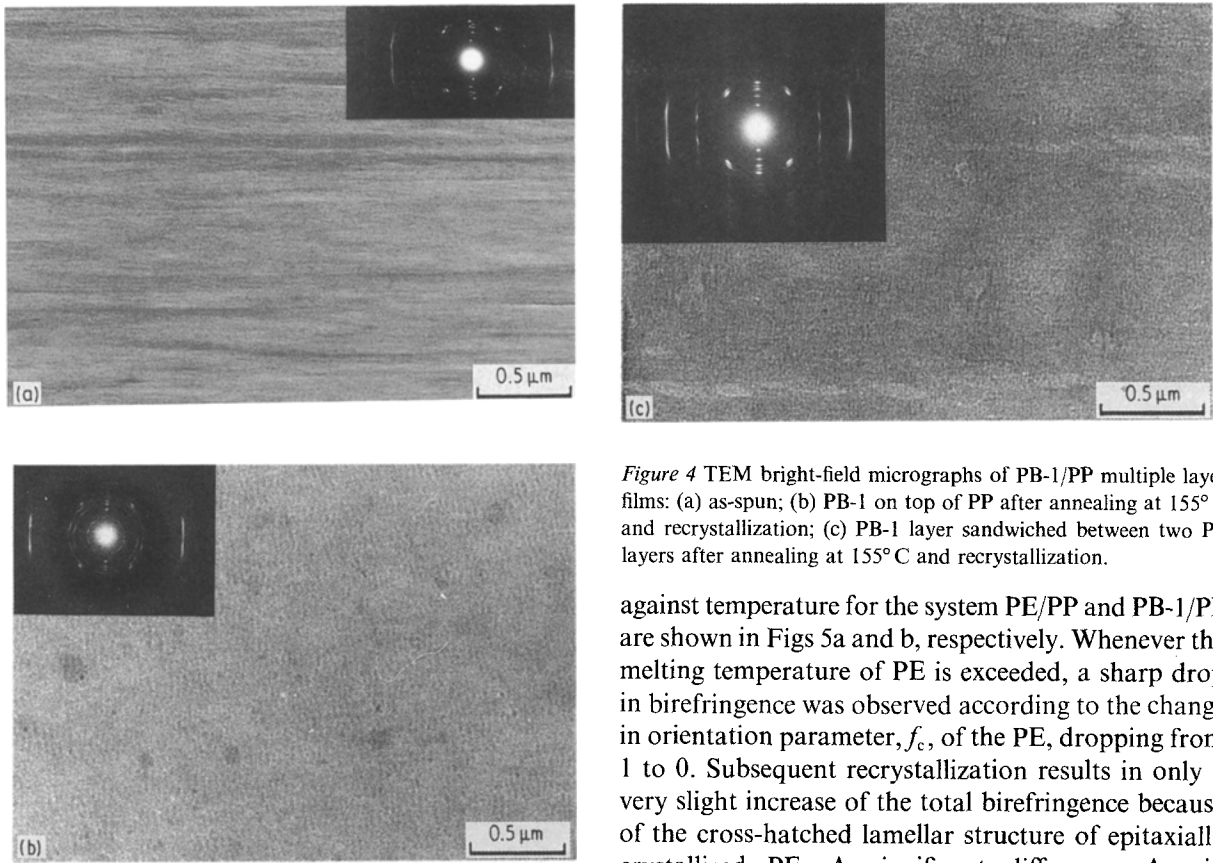 0.5 μm
(a)
0.5 μm
(c)
0.5 μm
(b)
Figure 4 TEM bright-field micrographs of PB-1/PP multiple laye
films: (a) as-spun; (b) PB-1 on top of PP after annealing at 155°
and recrystallization; (c) PB-1 layer sandwiched between two P
layers after annealing at 155° C and recrystallization.
against temperature for the system PE/PP and PB-1/P
are shown in Figs 5a and b, respectively. Whenever th
melting temperature of PE is exceeded, a sharp dro
in birefringence was observed according to the chang
in orientation parameter, fc, of the PE, dropping from
1 to 0. Subsequent recrystallization results in only
very slight increase of the total birefringence becaus
of the cross-hatched lamellar structure of epitaxiall